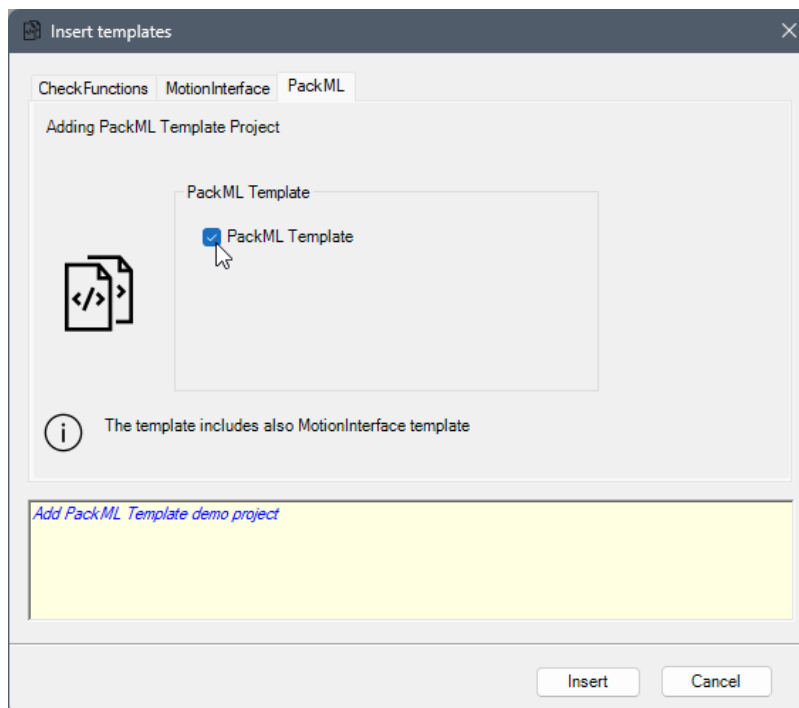 Insert templates
CheckFunctions MotionInterface PackML
Adding PackML Template Project
PackML Template
PackML Template
</>
The template includes also MotionInterface template
Add PackML Template demo project
Insert Cancel